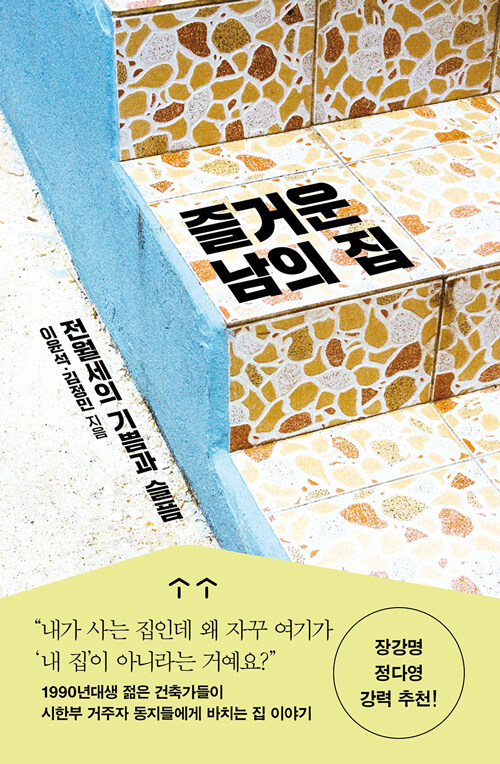 즐거운
남의 집
전월세의 기쁨과 슬픔
이윤석·김정민 지음
“내가 사는 집인데 왜 자꾸 여기가
‘내 집’이 아니라는 거예요?”
1990년대생 젊은 건축가들이
시한부 거주자 동지들에게 바치는 집 이야기
장강명
정다영
강력 추천!